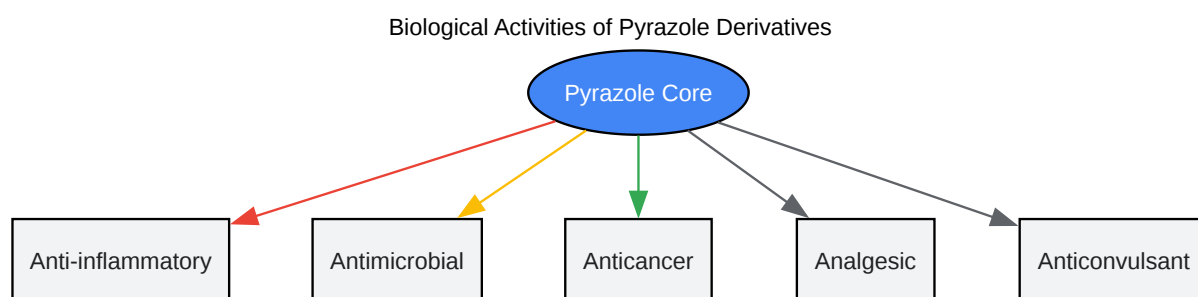 Biological Activities of Pyrazole Derivatives
Pyrazole Core
Anti-inflammatory
Antimicrobial
Anticancer
Analgesic
Anticonvulsant